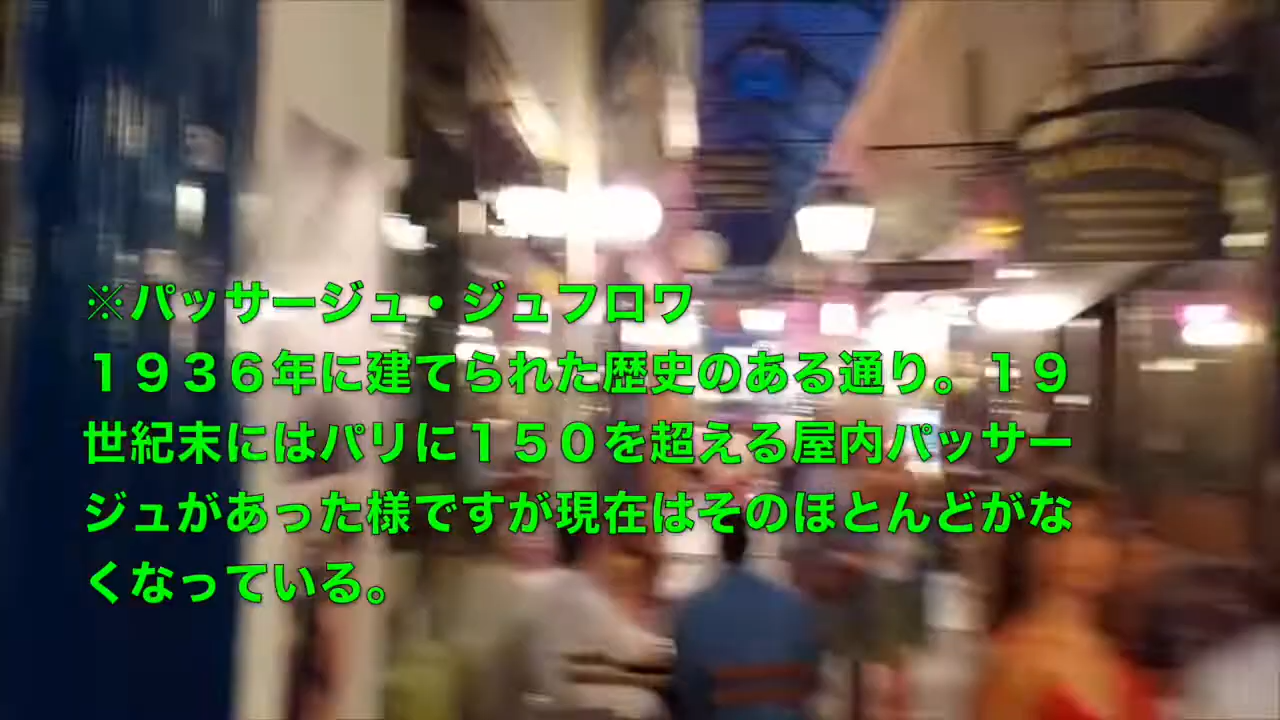 ※パッサージュ・ジュフロワ
１９３６年に建てられた歴史のある通り。１９
世紀末にはパリに１５０を超える屋内パッサー
ジュがあった様ですが現在はそのほとんどがな
くなっている。